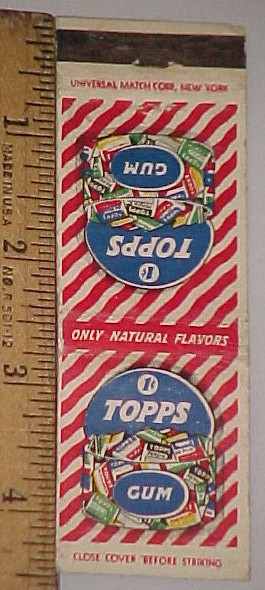 UNIVERSAL MATCH CORP., NEW YORK
GUM
TOPPS
1¢
ONLY NATURAL FLAVORS
1¢
TOPPS
GUM
CLOSE COVER BEFORE STRIKING
1
2
3
4
MADE IN U.S.A.